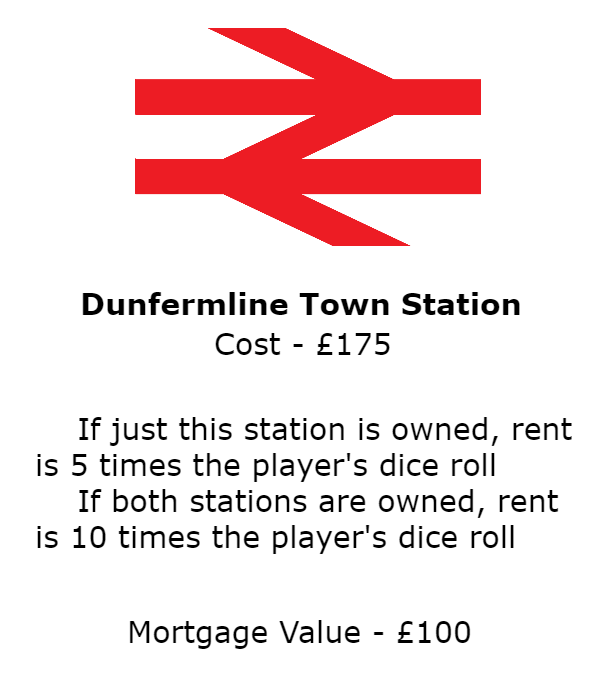 Dunfermline Town Station
Cost - £175
If just this station is owned, rent
is 5 times the player's dice roll
If both stations are owned, rent
is 10 times the player's dice roll
Mortgage Value - £100